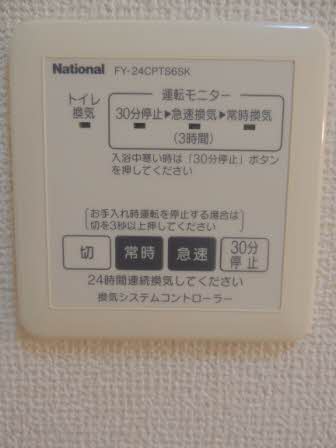 National FY-24CPTS6SK
運転モニター
トイレ
換気
30分停止▶急速換気▶常時換気
(3時間)
入浴中寒い時は「30分停止」ボタン
を押してください
お手入れ時運転を停止する場合は
切を3秒以上押してください
切 常時 急速 30分
停止
24時間連続換気してください
換気システムコントローラー